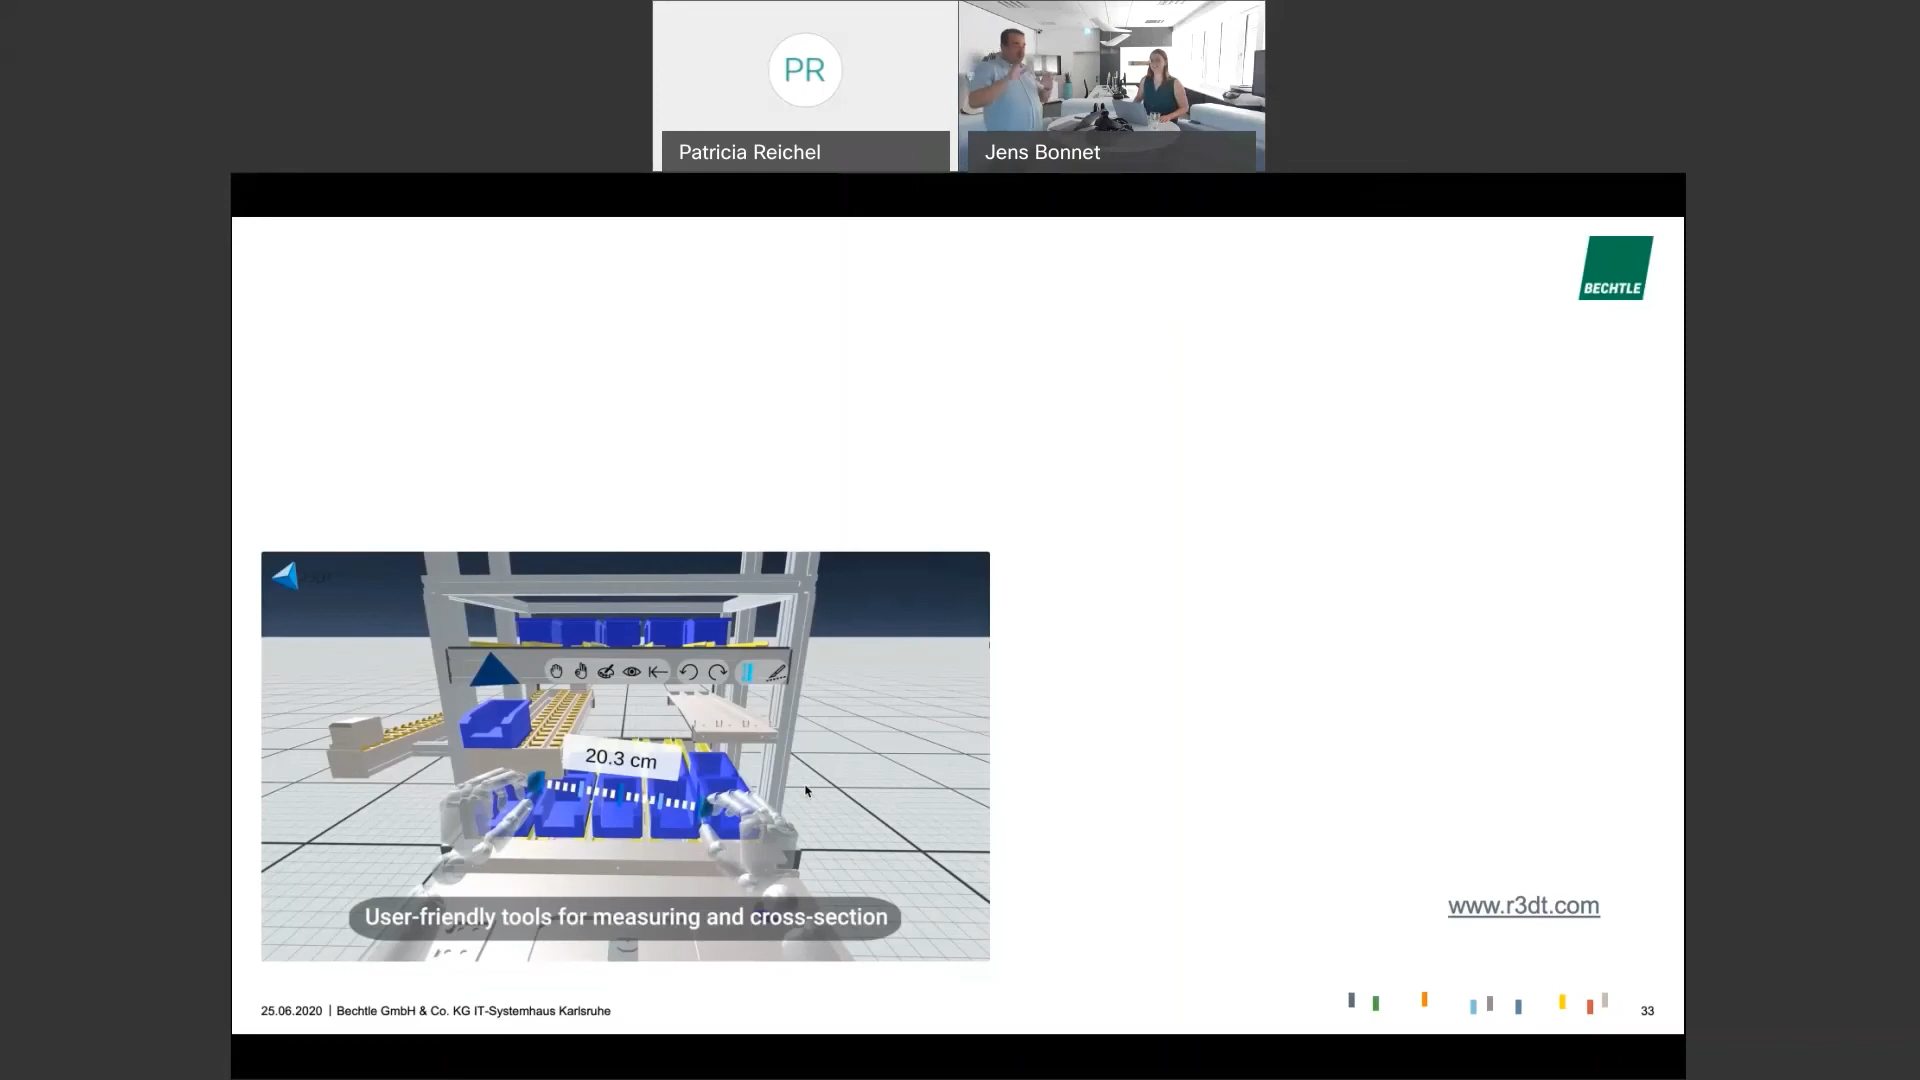 PR
Patricia Reichel
Jens Bonnet
BECHTLE
20.3 cm
User-friendly tools for measuring and cross-section
www.r3dt.com
25.06.2020 | Bechtle GmbH & Co. KG IT-Systemhaus Karlsruhe
33